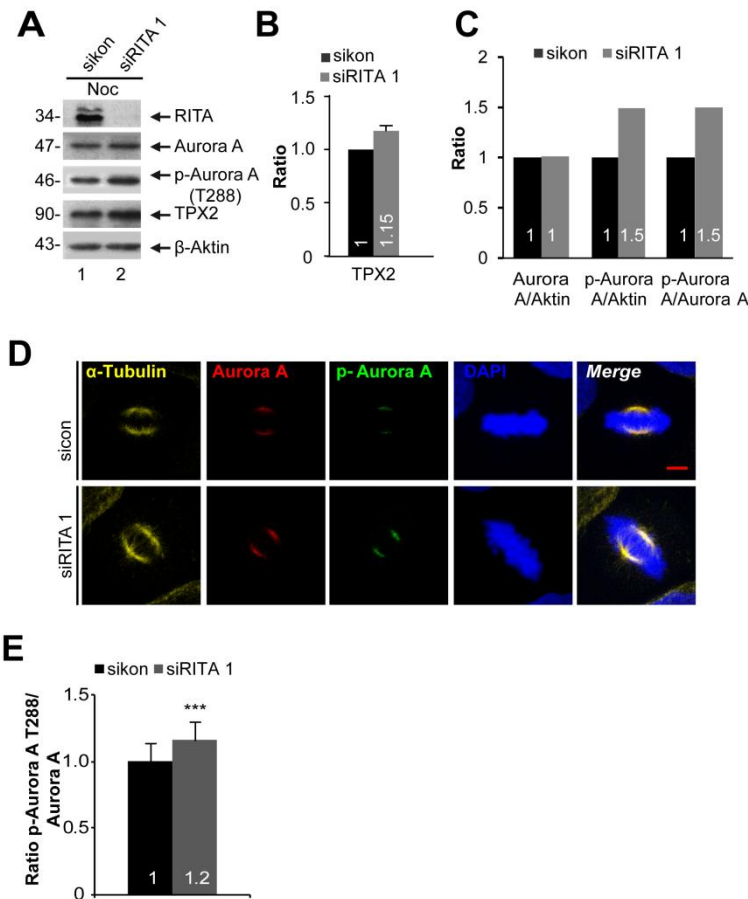 A
sikon siRITA 1
Noc
34- RITA
47- Aurora A
46- p-Aurora A
(T288)
90- TPX2
43- β-Aktin
1 2
B
sikon
siRITA 1
Ratio
1.5
1.0
0.5
0
1 1.15
TPX2
C
sikon siRITA 1
Ratio
2
1.5
1
0.5
0
1 1 1 1.5 1 1.5
Aurora A/Aktin
p-Aurora A/Aktin
p-Aurora A/Aurora A
D
α-Tubulin Aurora A p-Aurora A DAPI Merge
sicon
siRITA 1
E
sikon siRITA 1
Ratio p-Aurora A T288/
Aurora A
1.5
1.0
0.5
0
***
1 1.2